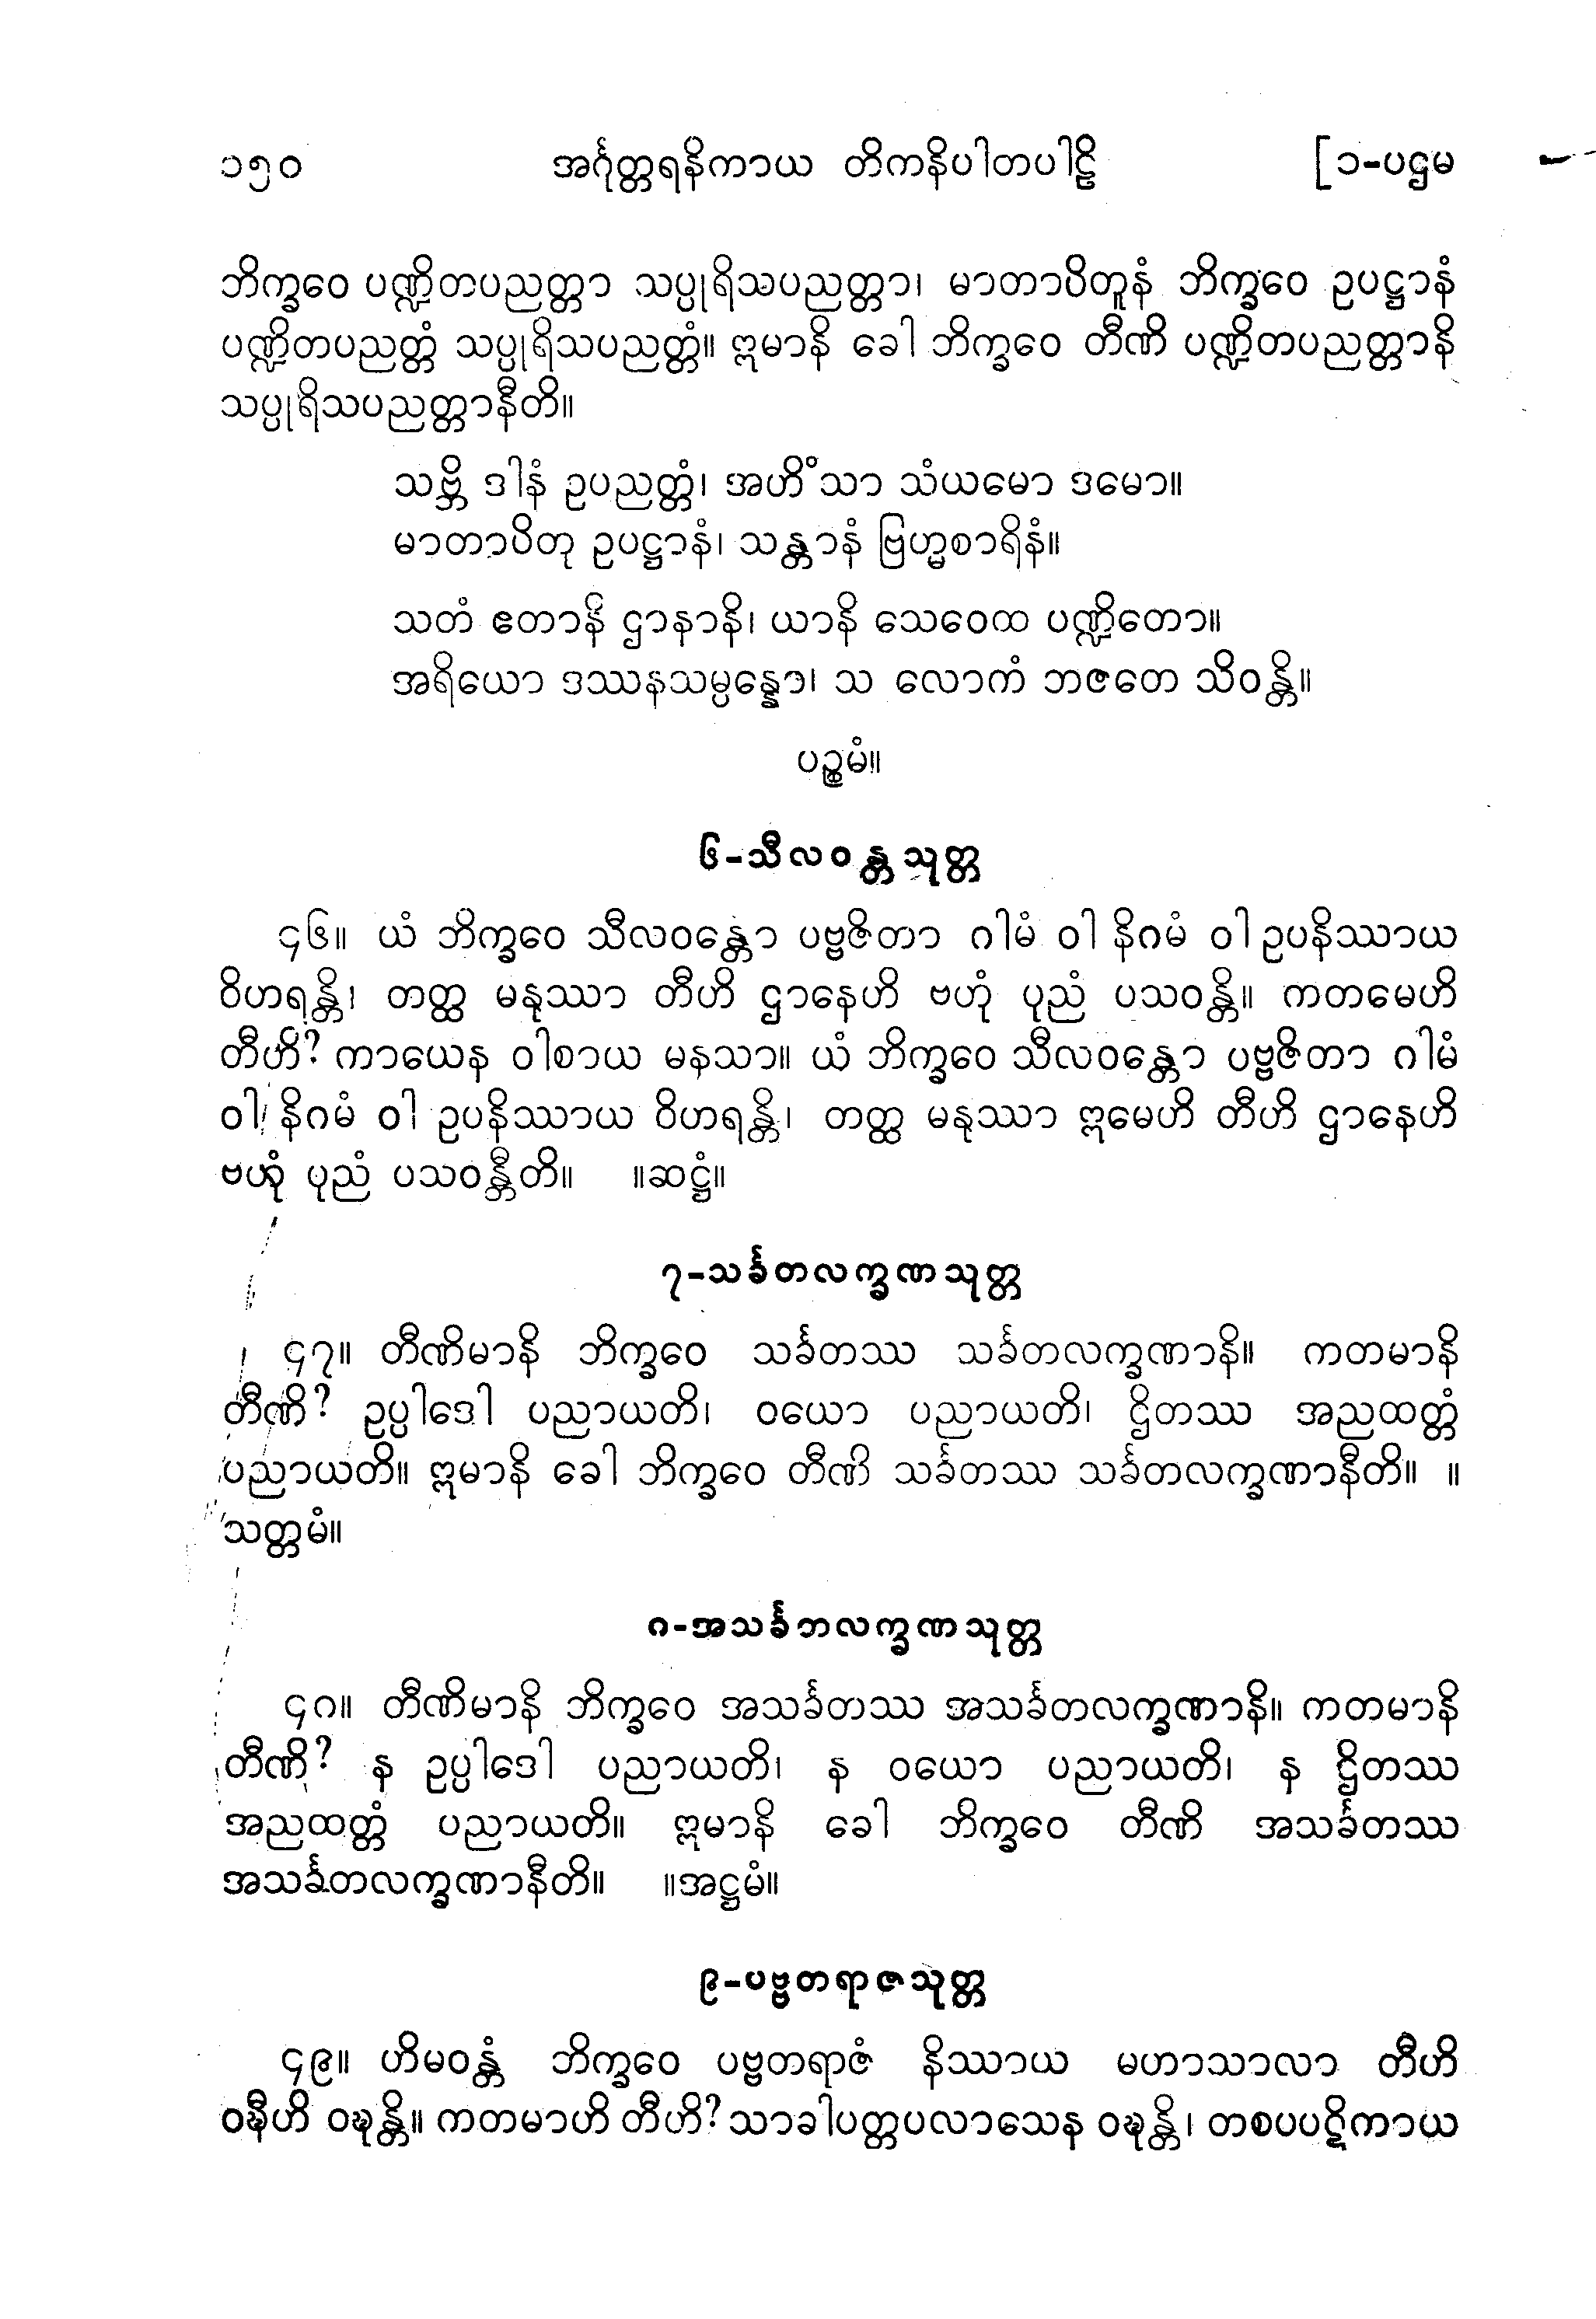 ၁၅၀ အင်္ဂုတ္တရနိကာယ တိကနိပါတပါဠိ [၁-ပဌမ
ဘိက္ခဝေ ပဏ္ဍိတပညတ္တာ သပ္ပုရိသပညတ္တာ၊ မာတာပိတူနံ ဘိက္ခဝေ ဥပဋ္ဌာနံ
ပဏ္ဍိတပညတ္တံ သပ္ပုရိသပညတ္တံ။ ဣမာနိ ခေါ ဘိက္ခဝေ တီဏိ ပဏ္ဍိတပညတ္တာနိ
သပ္ပုရိသပညတ္တာနီတိ။
သဗ္ဘိ ဒါနံ ဥပညတ္တံ၊ အဟိံသာ သံယမော ဒမော။
မာတာပိတု ဥပဋ္ဌာနံ၊ သန္တာနံ ဗြဟ္မစာရိနံ။
သတံ ဧတာနိ ဌာနာနိ၊ ယာနိ သေဝေထ ပဏ္ဍိတော။
အရိယော ဒဿနသမ္ပန္နော၊ သ လောကံ ဘဇတေ သိဝန္တိ။
ပဉ္စမံ။
၆-သီလဝန္တသုတ္တ
၄၆။ ယံ ဘိက္ခဝေ သီလဝန္တော ပဗ္ဗဇိတာ ဂါမံ ဝါ နိဂမံ ဝါ ဥပနိဿာယ
ဝိဟရန္တိ၊ တတ္ထ မနုဿာ တီဟိ ဌာနေဟိ ဗဟုံ ပုညံ ပသဝန္တိ။ ကတမေဟိ
တီဟိ? ကာယေန ဝါစာယ မနသာ။ ယံ ဘိက္ခဝေ သီလဝန္တော ပဗ္ဗဇိတာ ဂါမံ
ဝါ နိဂမံ ဝါ ဥပနိဿာယ ဝိဟရန္တိ၊ တတ္ထ မနုဿာ ဣမေဟိ တီဟိ ဌာနေဟိ
ဗဟုံ ပုညံ ပသဝန္တီတိ။ ။ဆဋ္ဌံ။
၇-သင်္ခတလက္ခဏသုတ္တ
၄၇။ တီဏိမာနိ ဘိက္ခဝေ သင်္ခတဿ သင်္ခတလက္ခဏာနိ။ ကတမာနိ
တီဏိ? ဥပ္ပါဒေါ ပညာယတိ၊ ဝယော ပညာယတိ၊ ဌိတဿ အညထတ္တံ
ပညာယတိ။ ဣမာနိ ခေါ ဘိက္ခဝေ တီဏိ သင်္ခတဿ သင်္ခတလက္ခဏာနီတိ။ ။
သတ္တမံ။
၈-အသင်္ခတလက္ခဏသုတ္တ
၄၈။ တီဏိမာနိ ဘိက္ခဝေ အသင်္ခတဿ အသင်္ခတလက္ခဏာနိ။ ကတမာနိ
တီဏိ? န ဥပ္ပါဒေါ ပညာယတိ၊ န ဝယော ပညာယတိ၊ န ဌိတဿ
အညထတ္တံ ပညာယတိ။ ဣမာနိ ခေါ ဘိက္ခဝေ တီဏိ အသင်္ခတဿ
အသင်္ခတလက္ခဏာနီတိ။ ။အဋ္ဌမံ။
၉-ပဗ္ဗတရာဇသုတ္တ
၄၉။ ဟိမဝန္တံ ဘိက္ခဝေ ပဗ္ဗတရာဇံ နိဿာယ မဟာသာလာ တီဟိ
ဝဍ္ဎီဟိ ဝဍ္ဎန္တိ။ ကတမာဟိ တီဟိ? သာခါပတ္တပလာသေန ဝဍ္ဎန္တိ၊ တစပပဋိကာယ